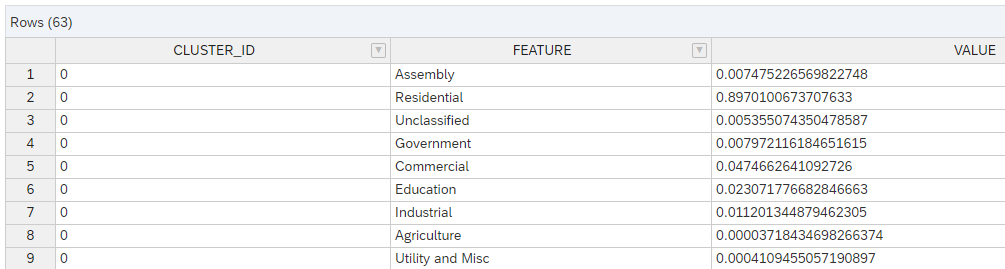 Rows (63)
CLUSTER_ID FEATURE VALUE
1 0 Assembly 0.007475226569822748
2 0 Residential 0.8970100673707633
3 0 Unclassified 0.005355074350478587
4 0 Government 0.007972116184651615
5 0 Commercial 0.0474662641092726
6 0 Education 0.023071776682846663
7 0 Industrial 0.011201344879462305
8 0 Agriculture 0.00003718434698266374
9 0 Utility and Misc 0.0004109455057190897